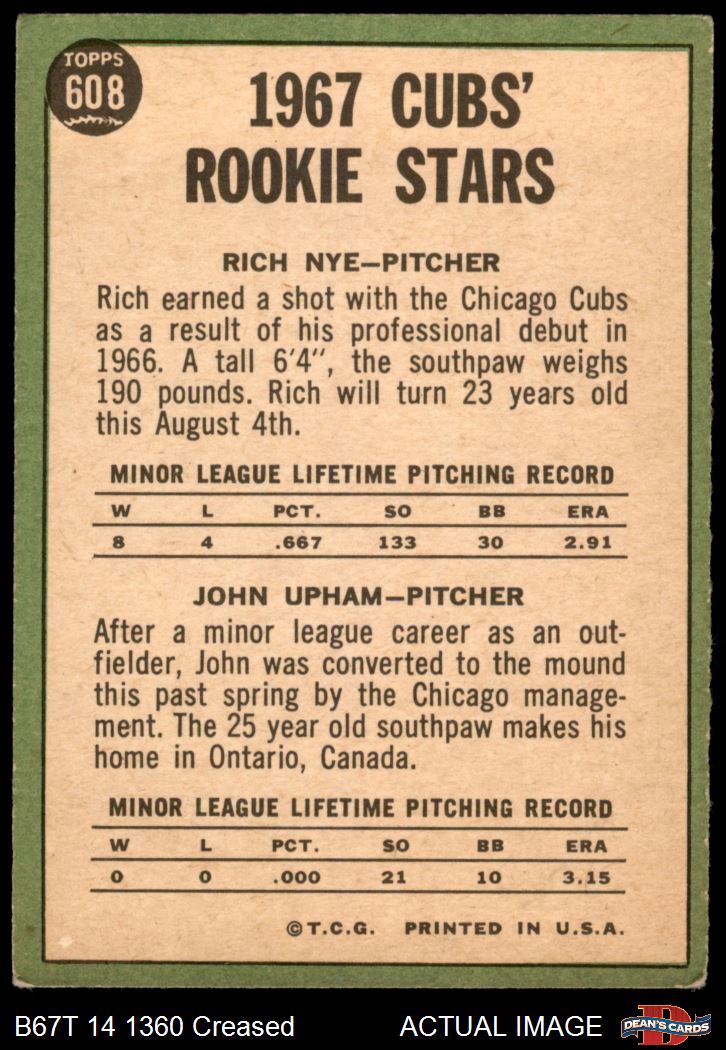 TOPPS
608
1967 CUBS'
ROOKIE STARS
RICH NYE—PITCHER
Rich earned a shot with the Chicago Cubs
as a result of his professional debut in
1966. A tall 6'4", the southpaw weighs
190 pounds. Rich will turn 23 years old
this August 4th.
MINOR LEAGUE LIFETIME PITCHING RECORD
W L PCT. SO BB ERA
8 4 .667 133 30 2.91
JOHN UPHAM—PITCHER
After a minor league career as an out-
fielder, John was converted to the mound
this past spring by the Chicago manage-
ment. The 25 year old southpaw makes his
home in Ontario, Canada.
MINOR LEAGUE LIFETIME PITCHING RECORD
W L PCT. SO BB ERA
0 0 .000 21 10 3.15
©T.C.G. PRINTED IN U.S.A.
B67T 14 1360 Creased ACTUAL IMAGE
D
DEAN'S CARDS